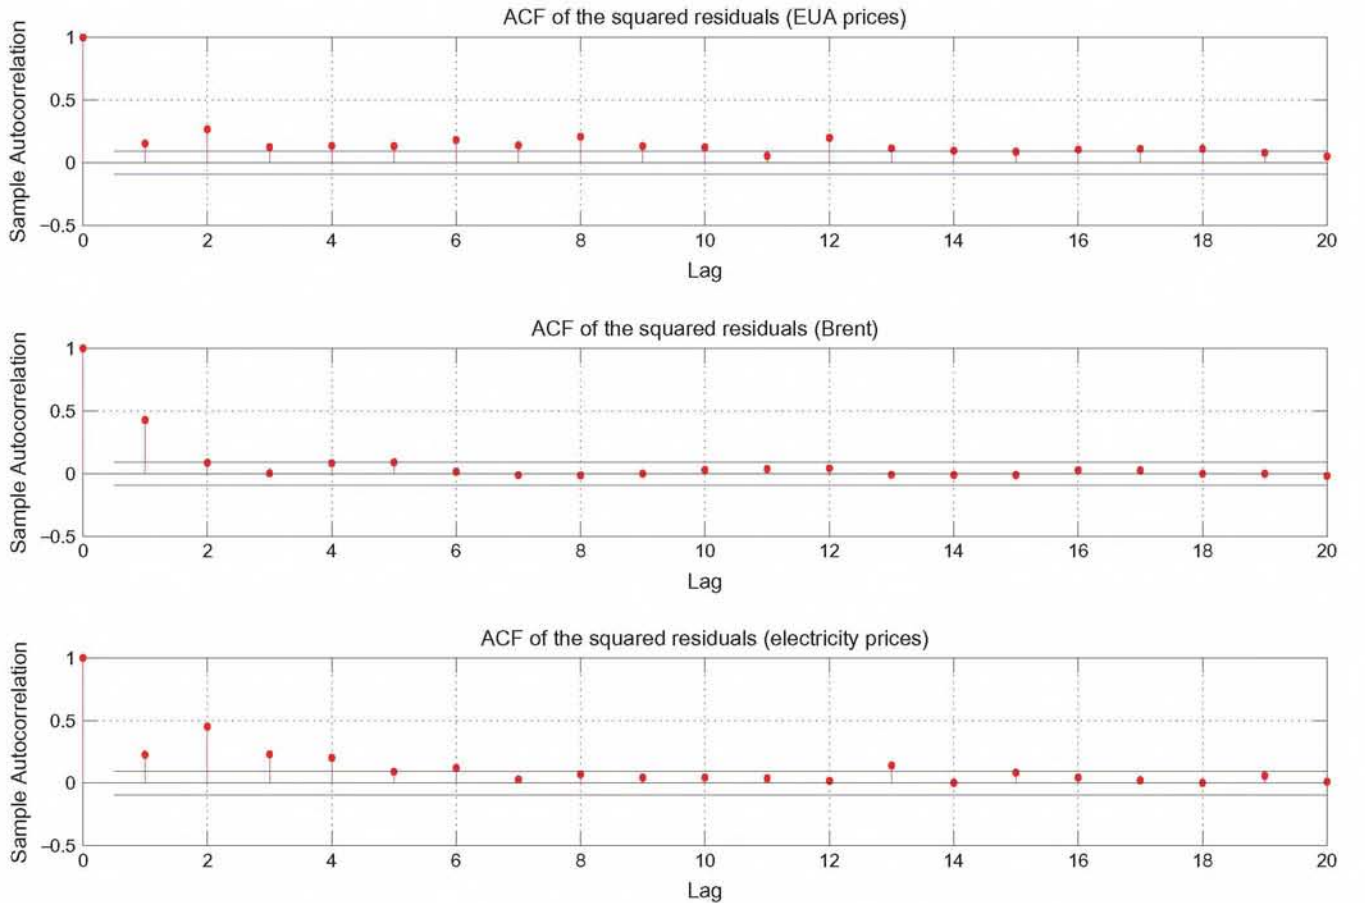 ACF of the squared residuals (EUA prices)
Sample Autocorrelation
1
0.5
0
–0.5
0 2 4 6 8 10 12 14 16 18 20
Lag
ACF of the squared residuals (Brent)
Sample Autocorrelation
1
0.5
0
–0.5
0 2 4 6 8 10 12 14 16 18 20
Lag
ACF of the squared residuals (electricity prices)
Sample Autocorrelation
1
0.5
0
–0.5
0 2 4 6 8 10 12 14 16 18 20
Lag